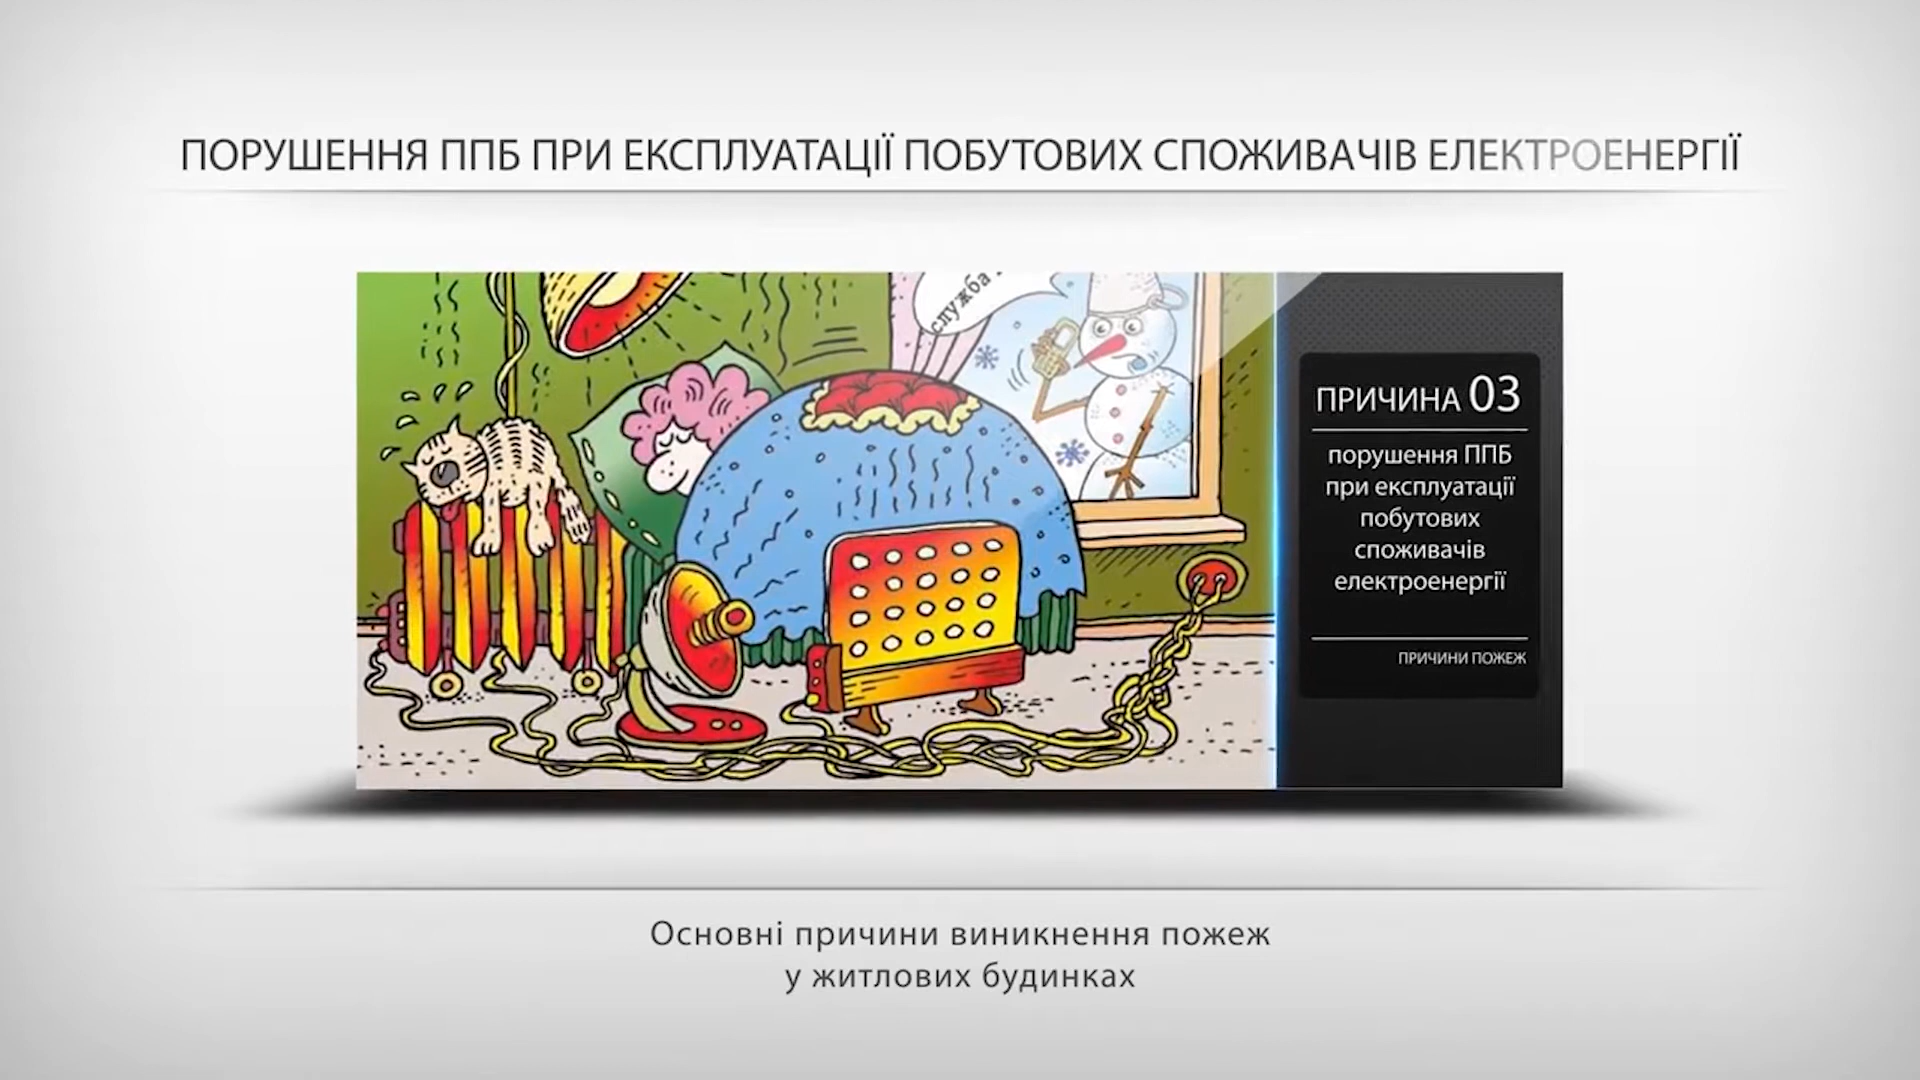 ПОРУШЕННЯ ППБ ПРИ ЕКСПЛУАТАЦІЇ ПОБУТОВИХ СПОЖИВАЧІВ ЕЛЕКТРОЕНЕРГІЇ
служба
ПРИЧИНА 03
порушення ППБ
при експлуатації
побутових
споживачів
електроенергії
ПРИЧИНИ ПОЖЕЖ
Основні причини виникнення пожеж
у житлових будинках